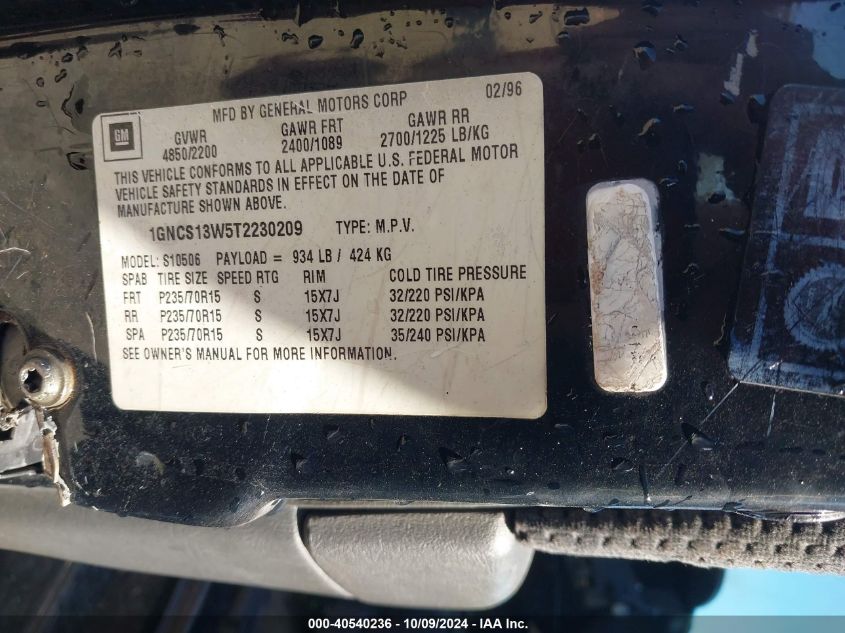 MFD BY GENERAL MOTORS CORP 02/96
GM
GVWR GAWR FRT GAWR RR
4850/2200 2400/1089 2700/1225 LB/KG
THIS VEHICLE CONFORMS TO ALL APPLICABLE U.S. FEDERAL MOTOR
VEHICLE SAFETY STANDARDS IN EFFECT ON THE DATE OF
MANUFACTURE SHOWN ABOVE.
1GNCS13W5T2230209 TYPE: M.P.V.
MODEL: S10506 PAYLOAD = 934 LB / 424 KG
SPAB TIRE SIZE SPEED RTG RIM COLD TIRE PRESSURE
FRT P235/70R15 S 15X7J 32/220 PSI/KPA
RR P235/70R15 S 15X7J 32/220 PSI/KPA
SPA P235/70R15 S 15X7J 35/240 PSI/KPA
SEE OWNER'S MANUAL FOR MORE INFORMATION.
000-40540236 - 10/09/2024 - IAA Inc.